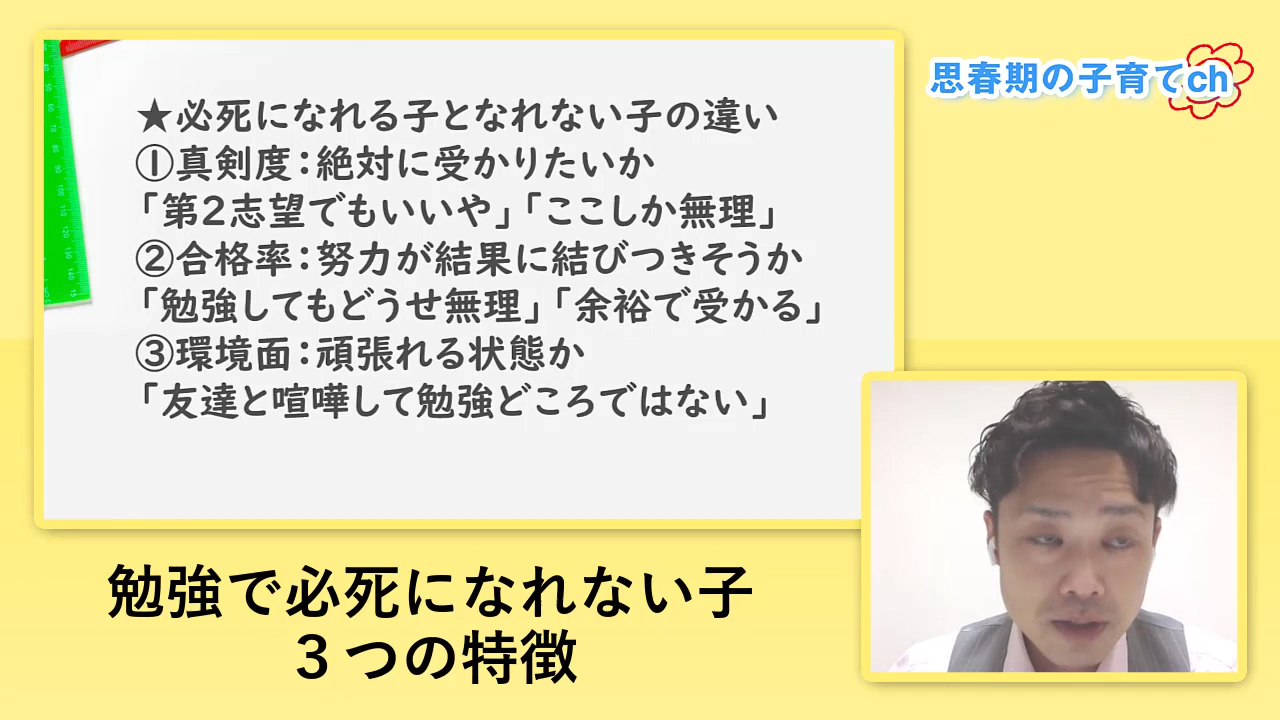 思春期の子育てch
★必死になれる子となれない子の違い
①真剣度：絶対に受かりたいか
「第2志望でもいいや」「ここしか無理」
②合格率：努力が結果に結びつきそうか
「勉強してもどうせ無理」「余裕で受かる」
③環境面：頑張れる状態か
「友達と喧嘩して勉強どころではない」
勉強で必死になれない子
３つの特徴